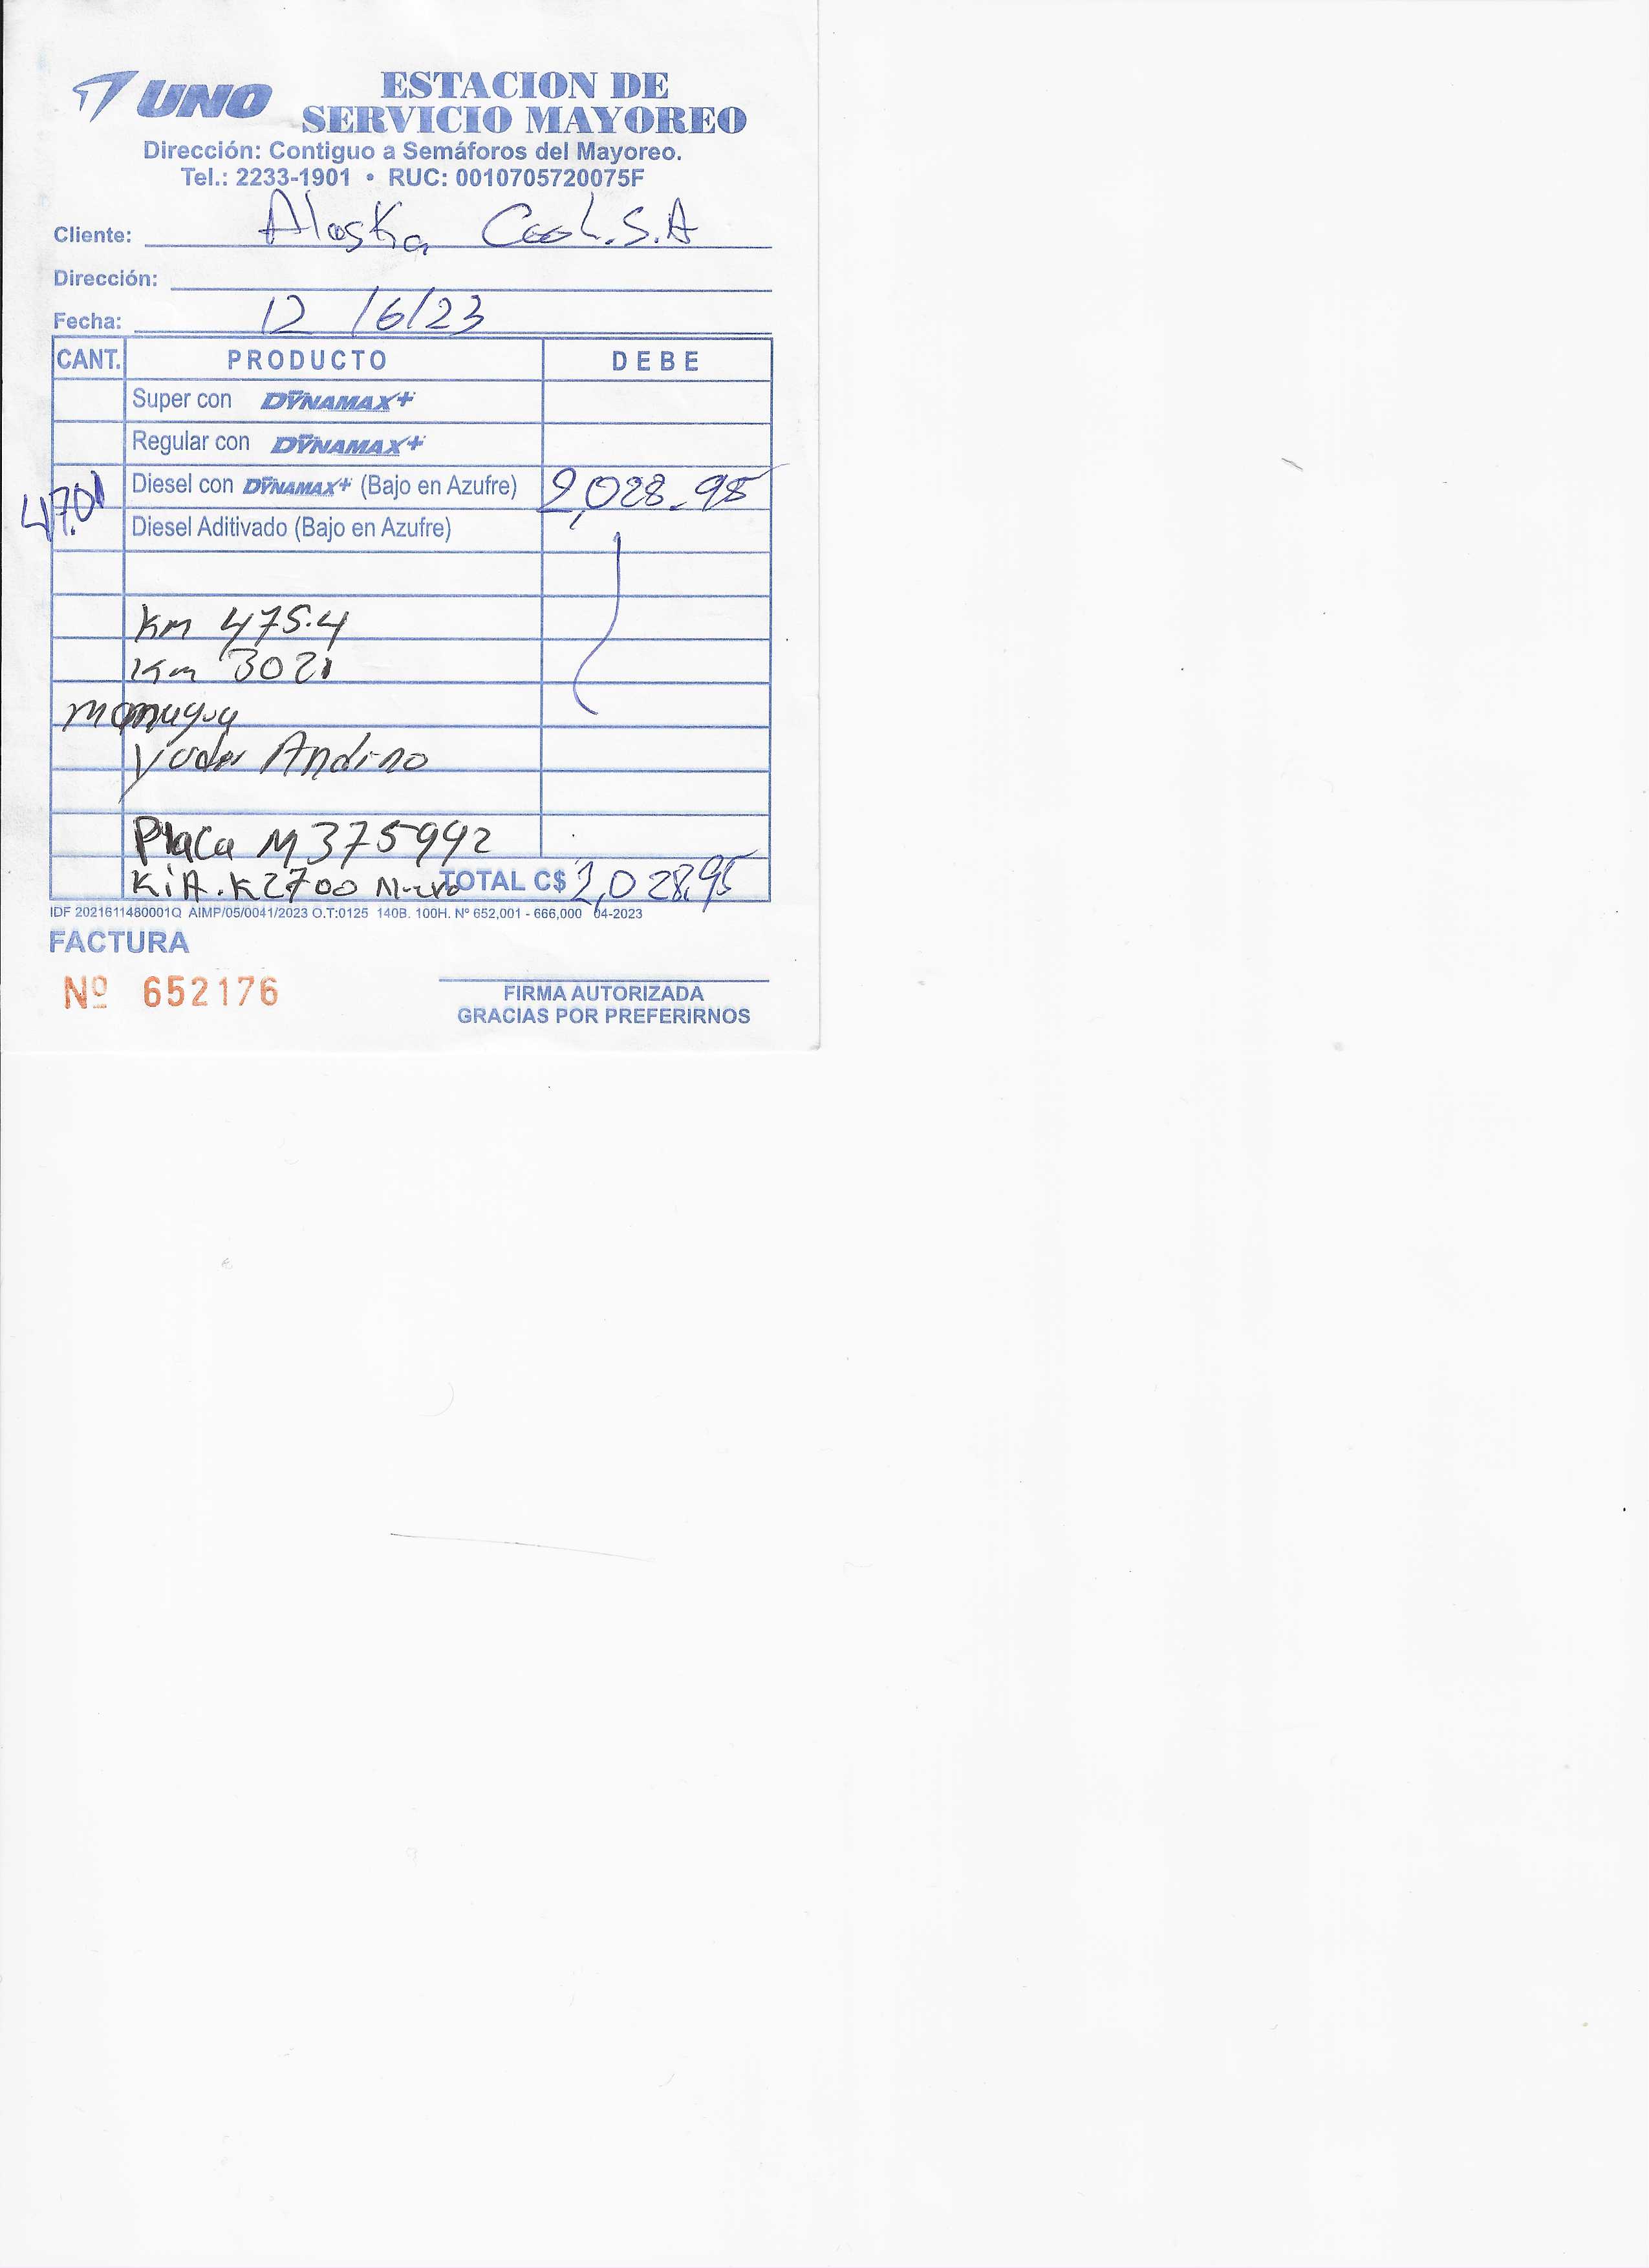 UNO
ESTACION DE
SERVICIO MAYOREO
Dirección: Contiguo a Semáforos del Mayoreo.
Tel.: 2233-1901 • RUC: 0010705720075F
Cliente: Alaska Cool.S.A
Dirección:
Fecha: 12 /6/23
CANT. PRODUCTO DEBE
Super con DYNAMAX+
Regular con DYNAMAX+
47.01 Diesel con DYNAMAX+ (Bajo en Azufre) 2,028.95
Diesel Aditivado (Bajo en Azufre)
Km 475.4
Km 3021
Managua
Andino
Placa M375992
KiA.K2700 TOTAL C$ 2,028.95
IDF 2021611480001Q AIMP/05/0041/2023 O.T:0125 140B. 100H. Nº 652,001 - 666,000 04-2023
FACTURA
Nº 652176
FIRMA AUTORIZADA
GRACIAS POR PREFERIRNOS